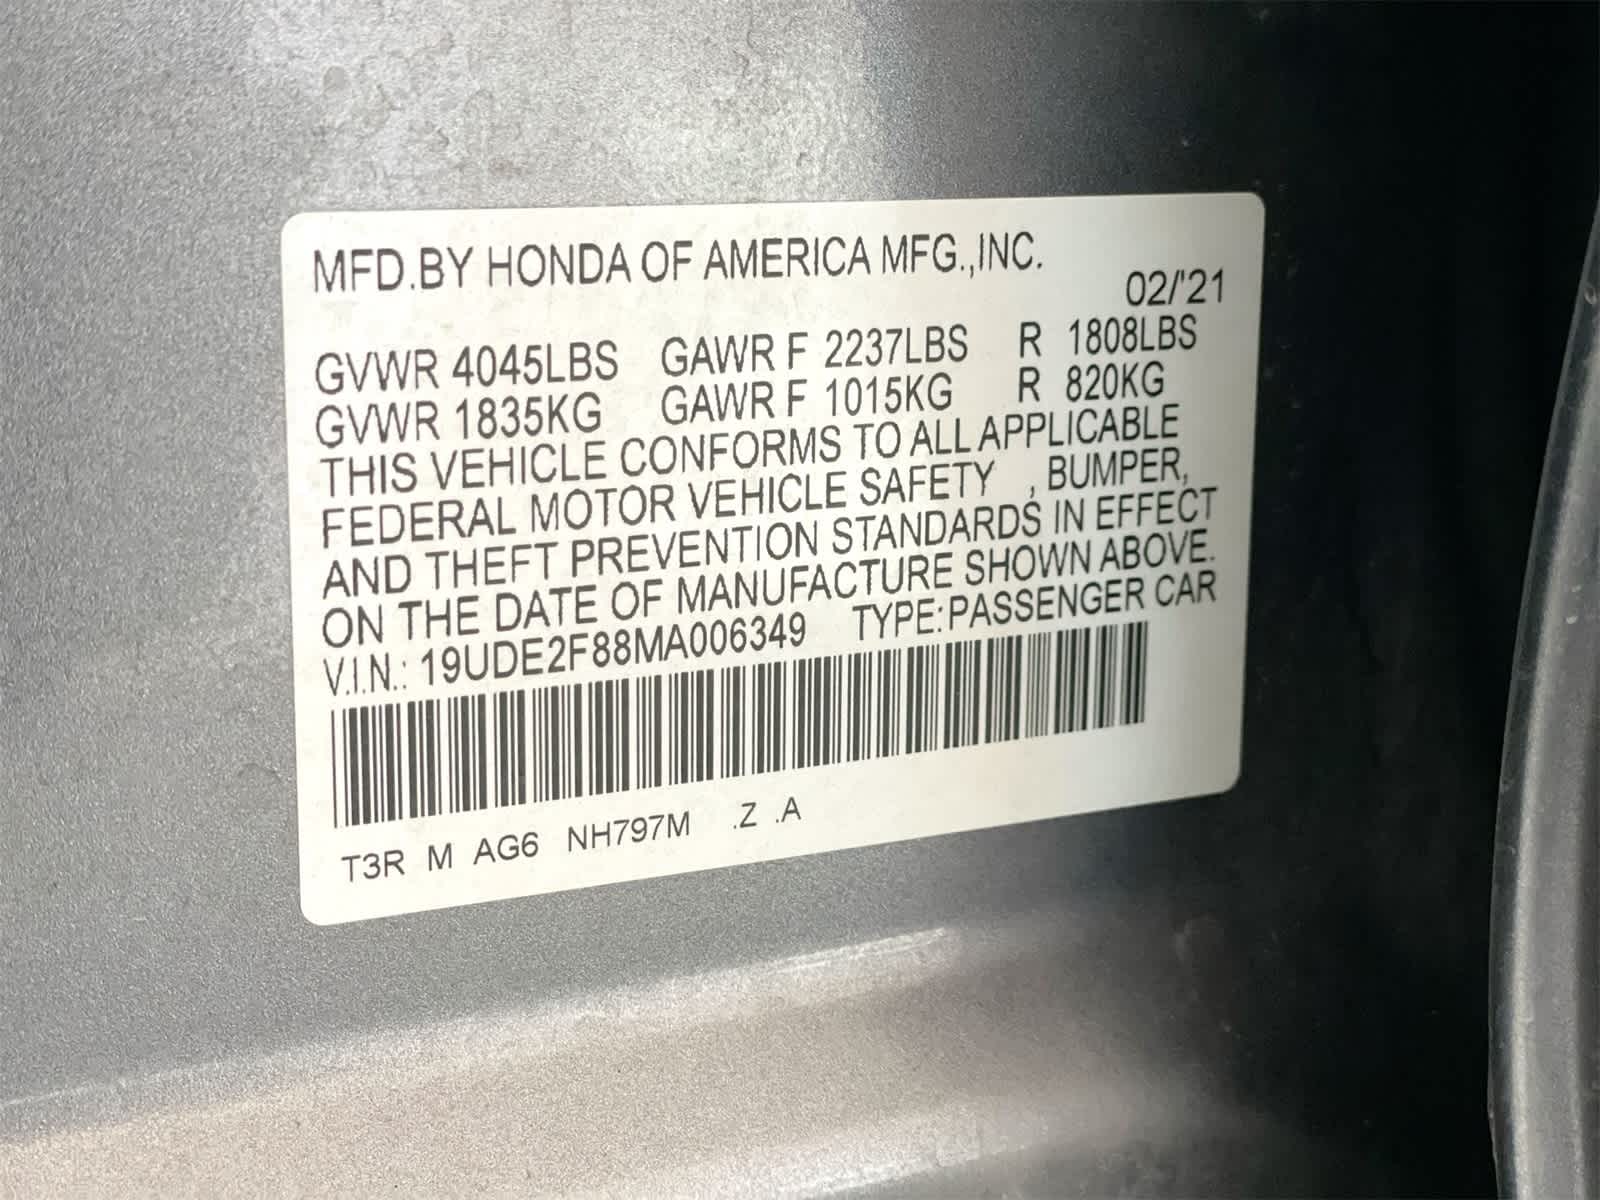 MFD.BY HONDA OF AMERICA MFG.,INC.
02/'21
GVWR 4045LBS GAWR F 2237LBS R 1808LBS
GVWR 1835KG GAWR F 1015KG R 820KG
THIS VEHICLE CONFORMS TO ALL APPLICABLE
FEDERAL MOTOR VEHICLE SAFETY , BUMPER,
AND THEFT PREVENTION STANDARDS IN EFFECT
ON THE DATE OF MANUFACTURE SHOWN ABOVE.
V.I.N.: 19UDE2F88MA006349 TYPE:PASSENGER CAR
T3R M AG6 NH797M .Z .A